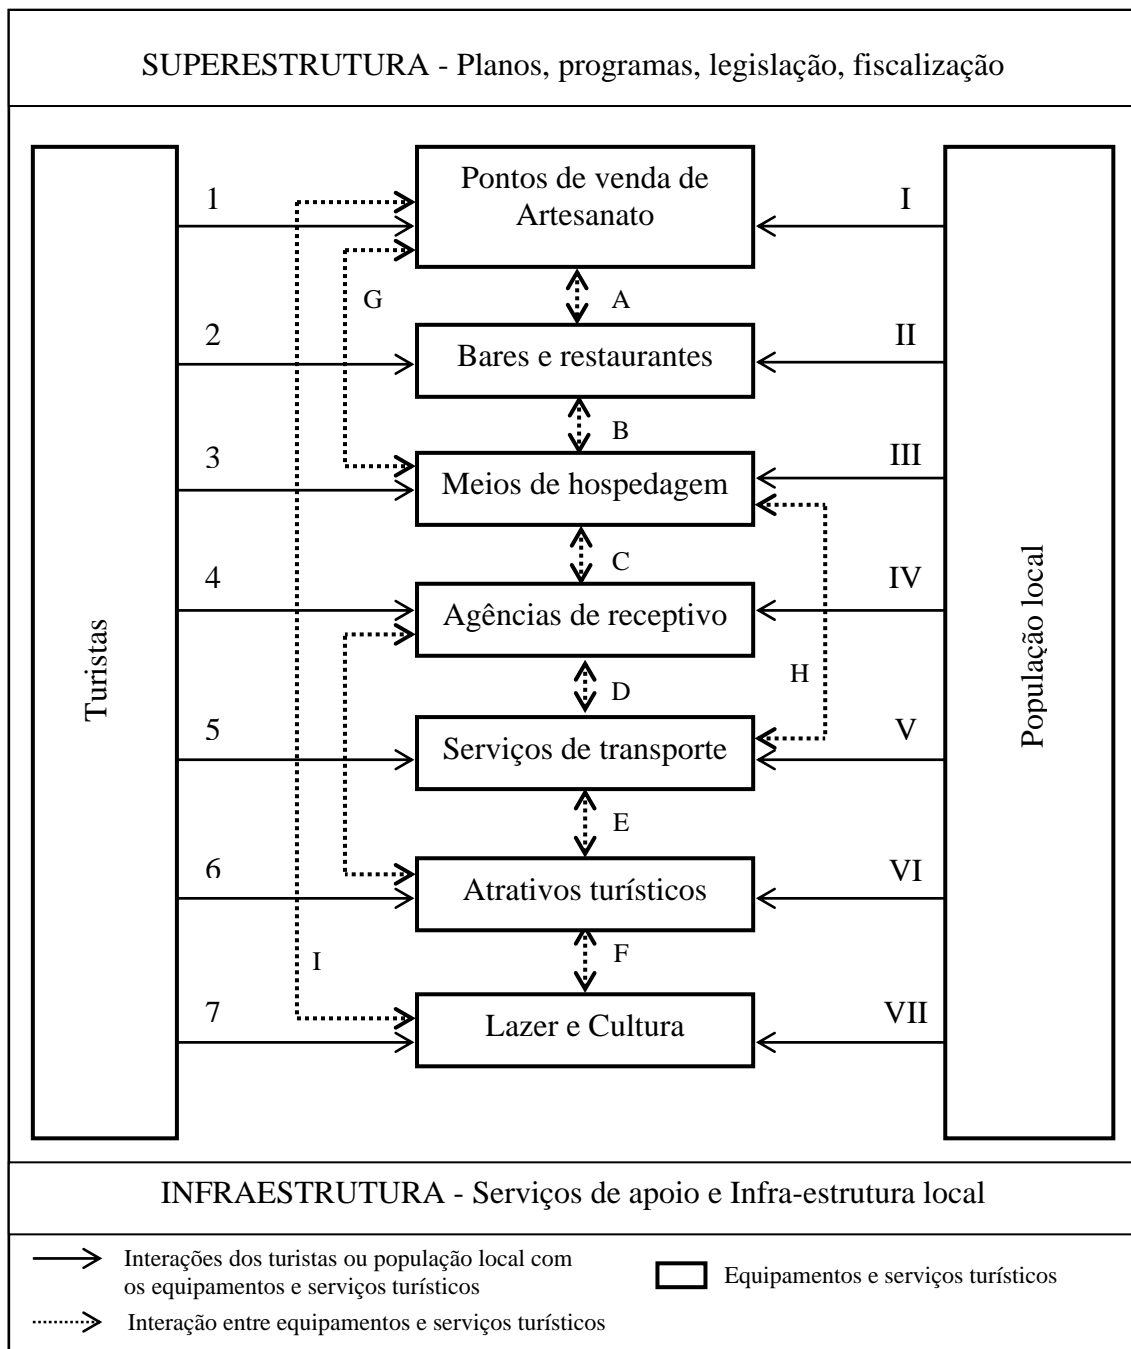 SUPERESTRUTURA - Planos, programas, legislação, fiscalização
Turistas
População local
1
Pontos de venda de
Artesanato
I
G
A
2
Bares e restaurantes
II
B
3
Meios de hospedagem
III
C
4
Agências de receptivo
IV
D
H
5
Serviços de transporte
V
E
6
Atrativos turísticos
VI
F
I
7
Lazer e Cultura
VII
INFRAESTRUTURA - Serviços de apoio e Infra-estrutura local
Interações dos turistas ou população local com
os equipamentos e serviços turísticos
Equipamentos e serviços turísticos
Interação entre equipamentos e serviços turísticos